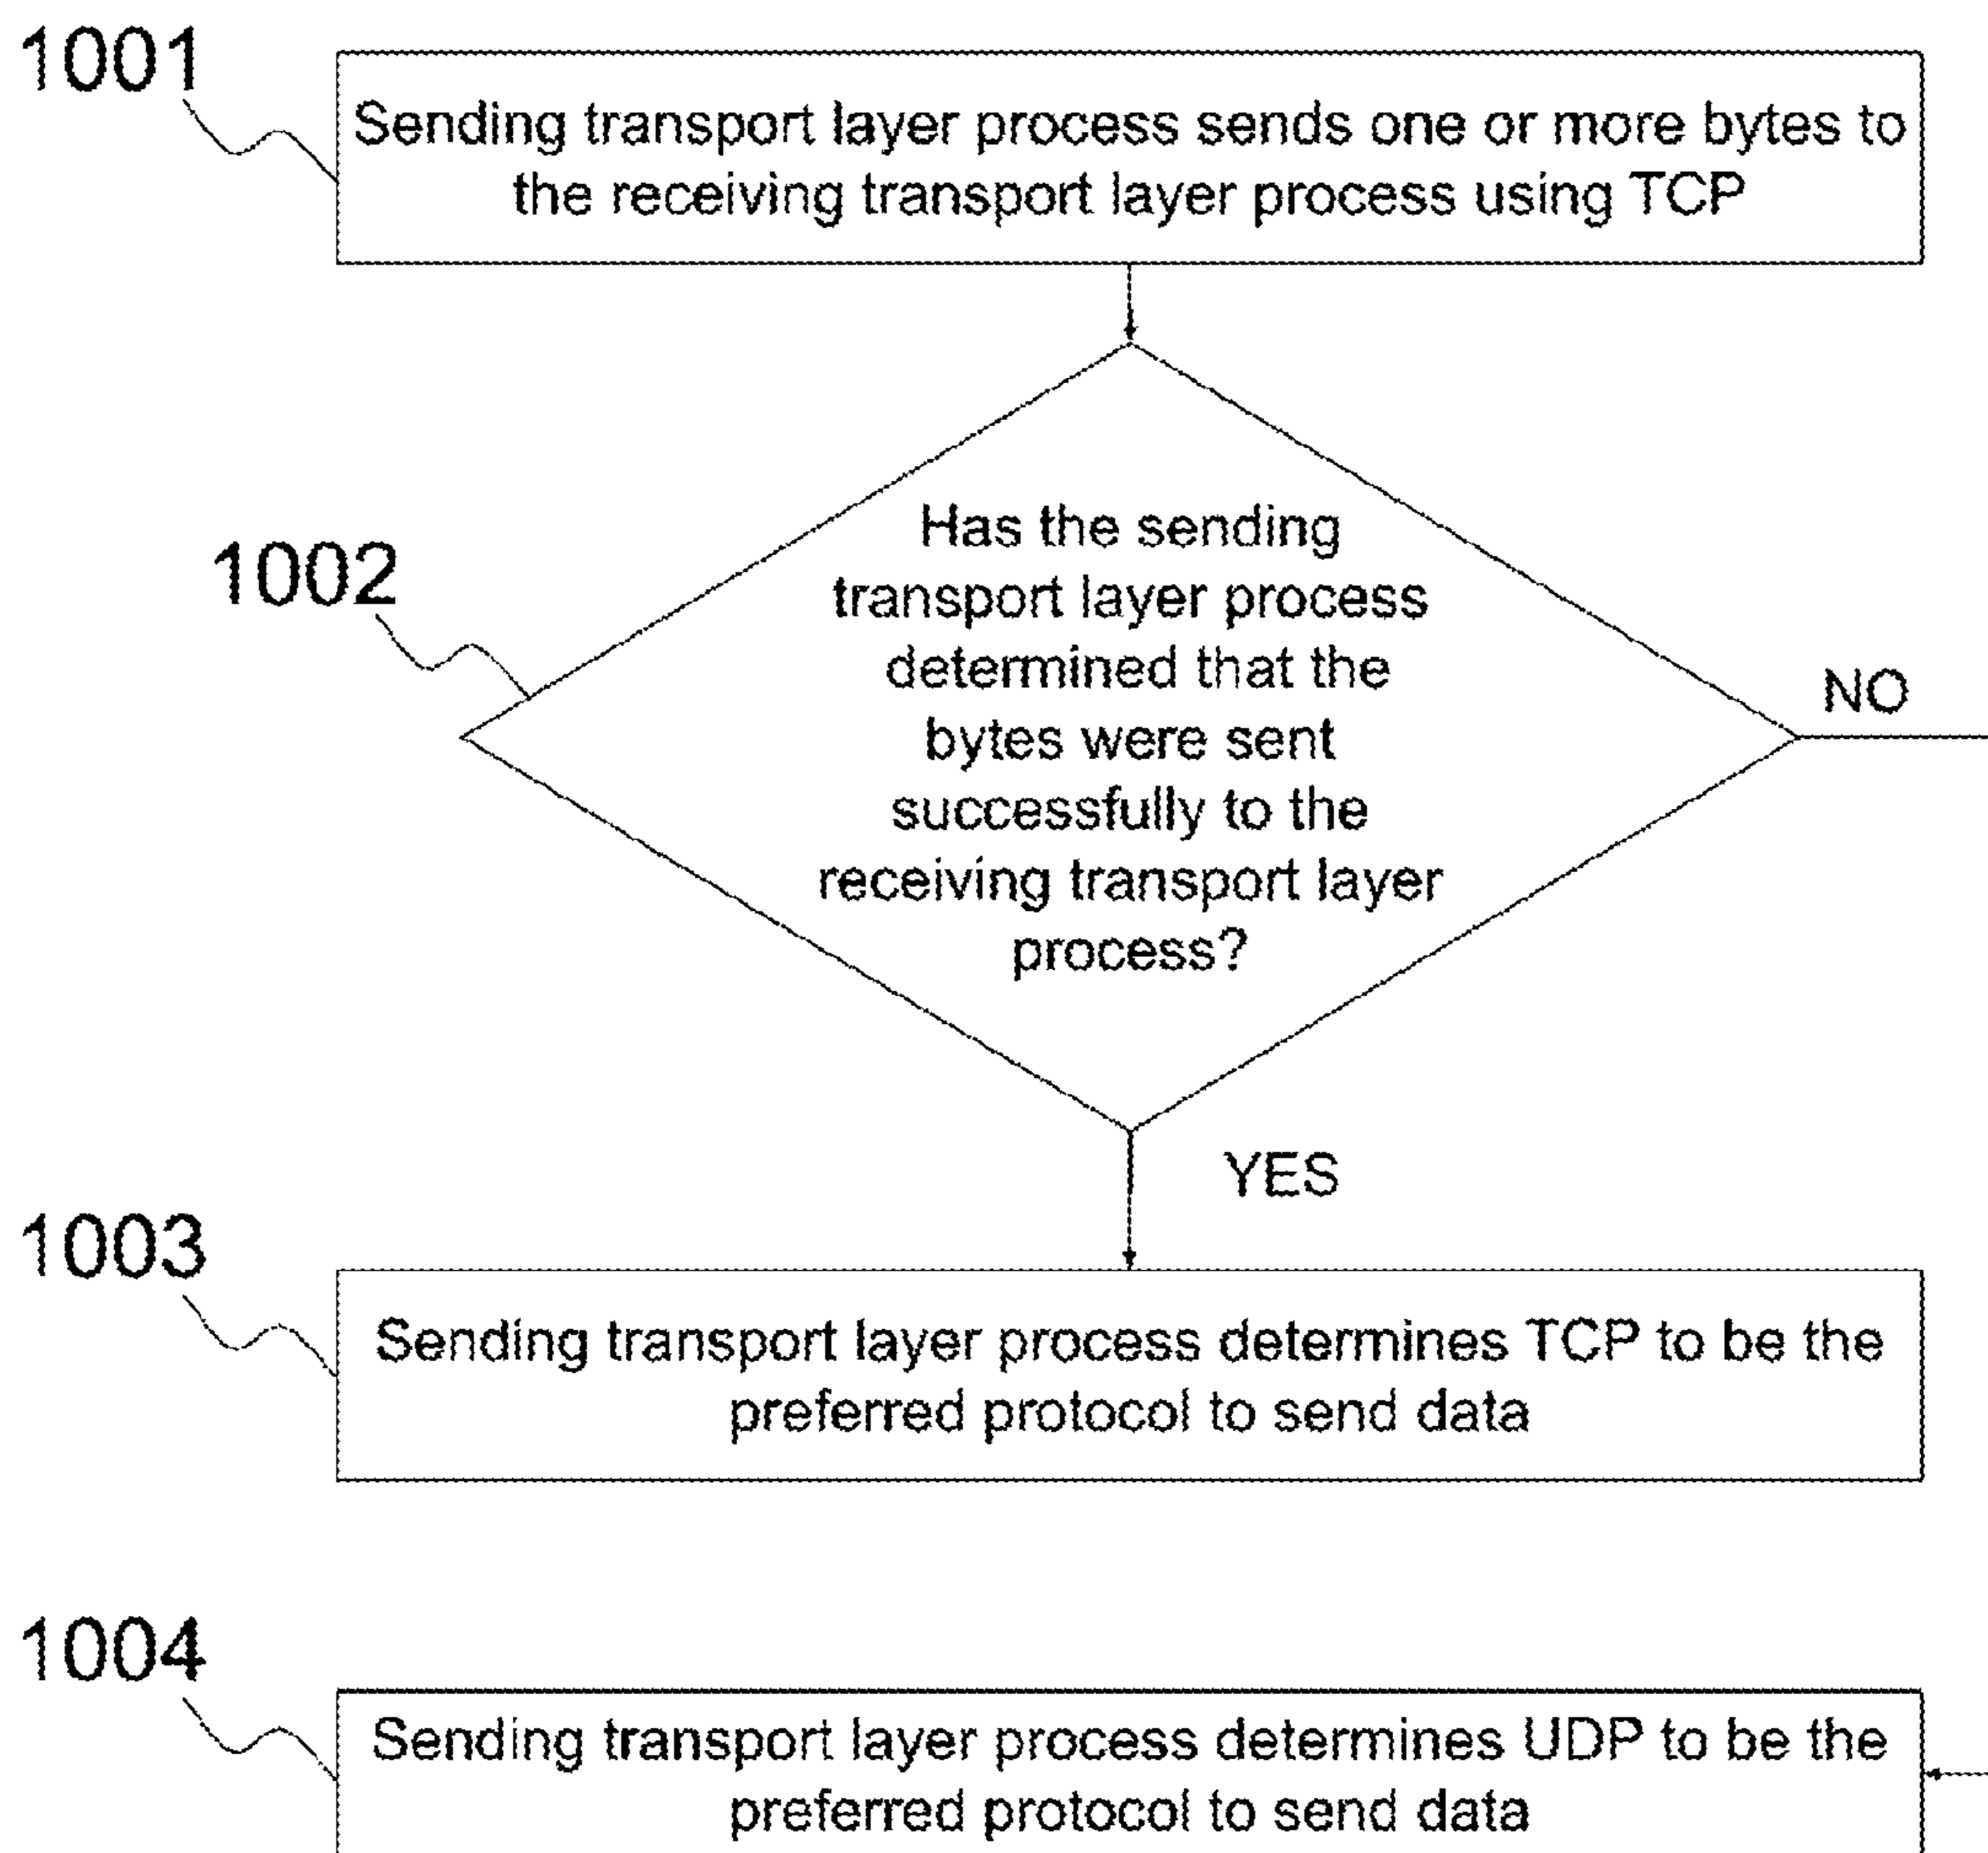 1001
Sending transport layer process sends one or more bytes to
the receiving transport layer process using TCP
1002
Has the sending
transport layer process
determined that the
bytes were sent
successfully to the
receiving transport layer
process?
NO
YES
1003
Sending transport layer process determines TCP to be the
preferred protocol to send data
1004
Sending transport layer process determines UDP to be the
preferred protocol to send data